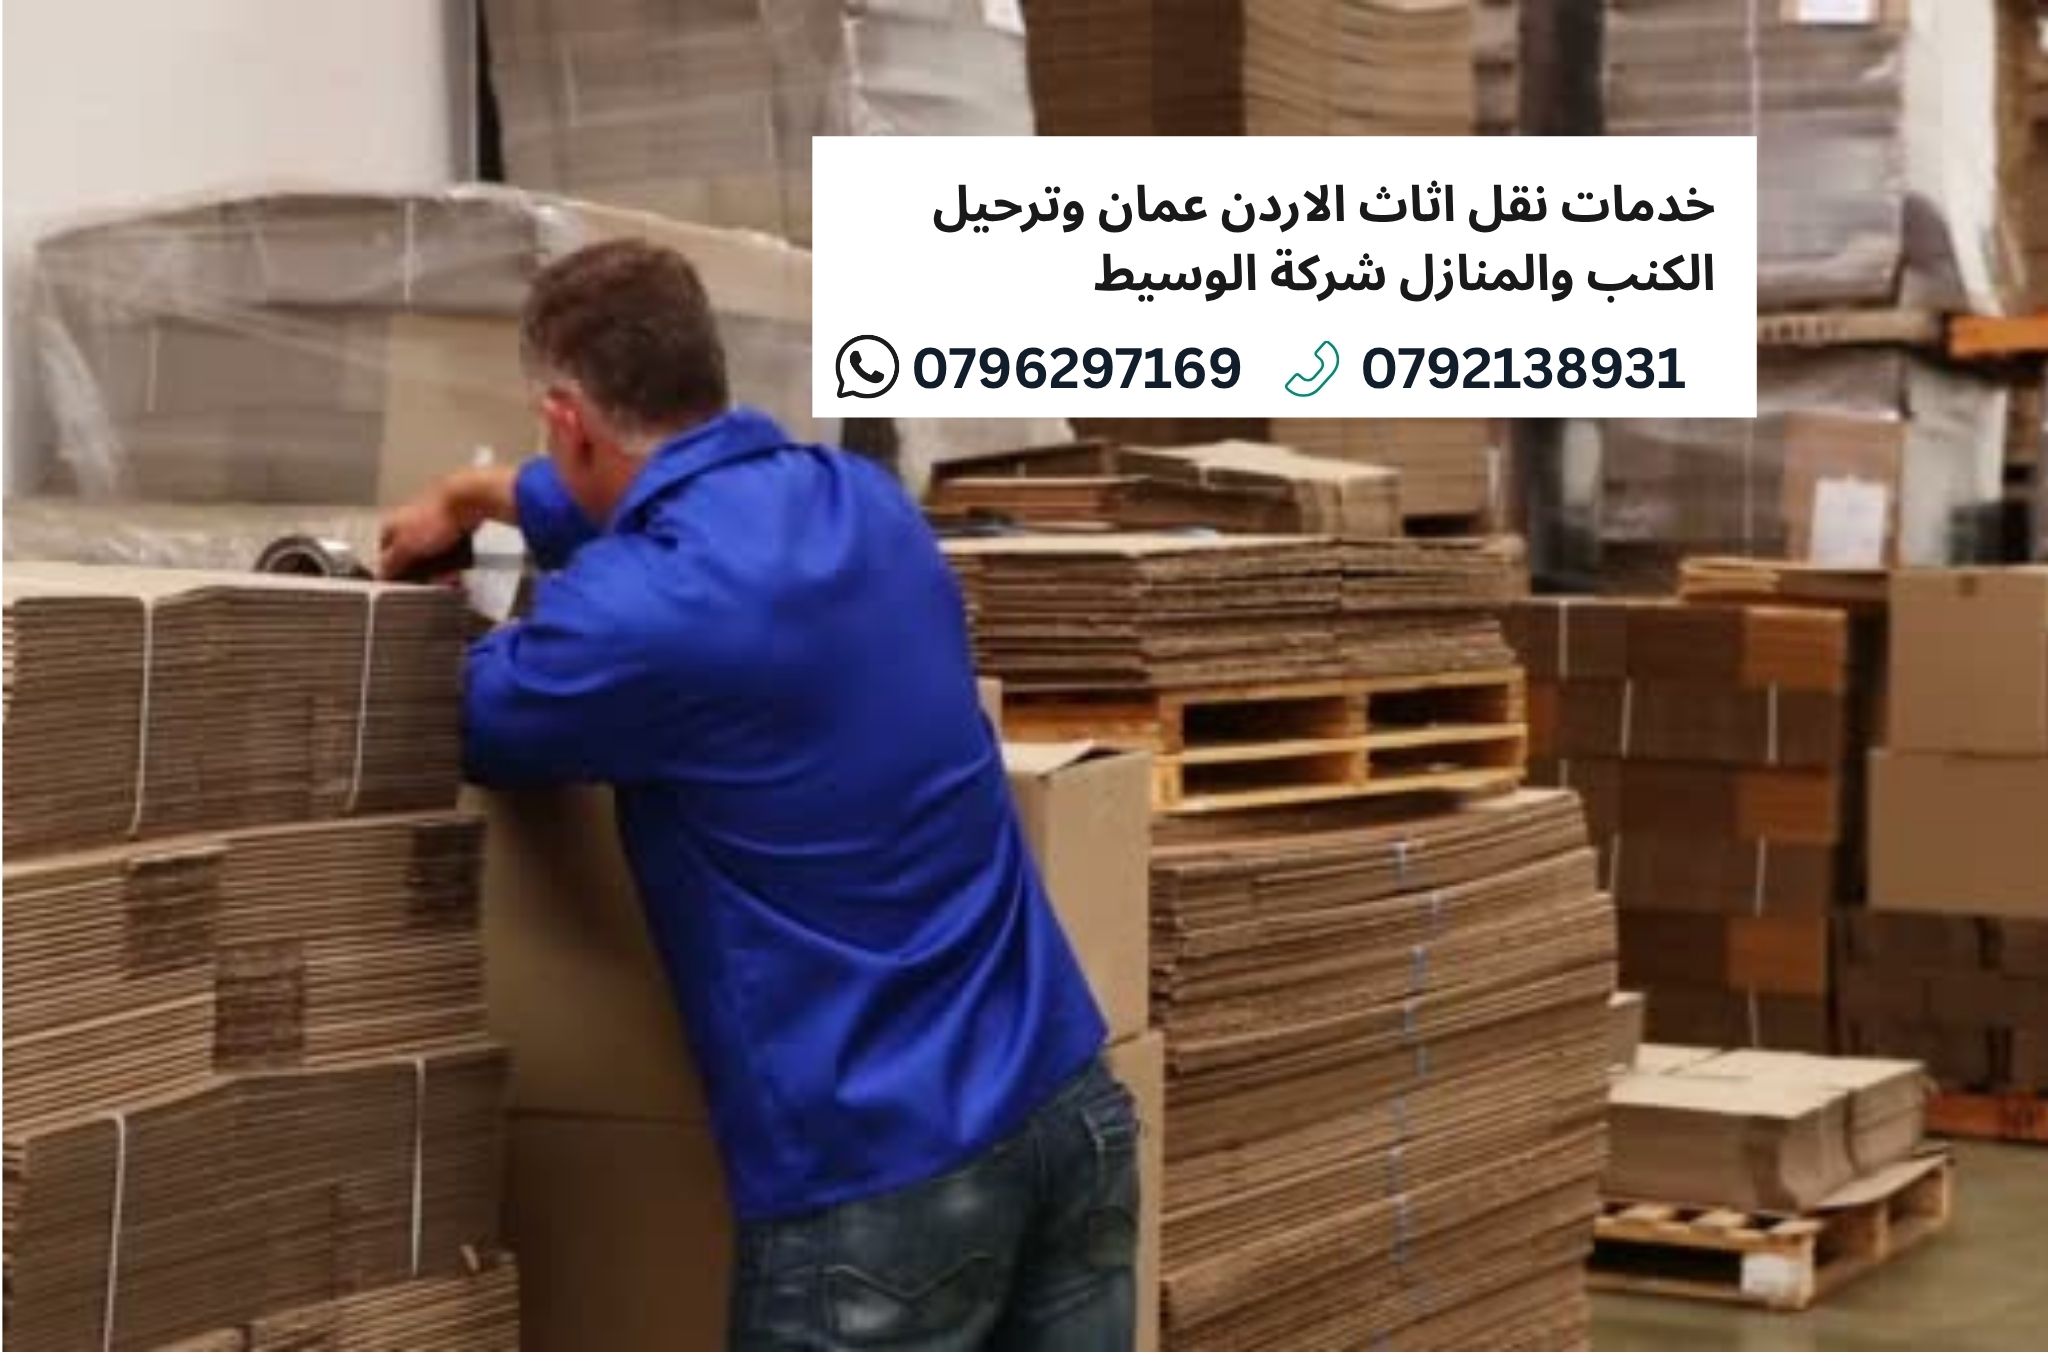 خدمات نقل اثاث الاردن عمان وترحيل
الكنب والمنازل شركة الوسيط
0796297169 0792138931